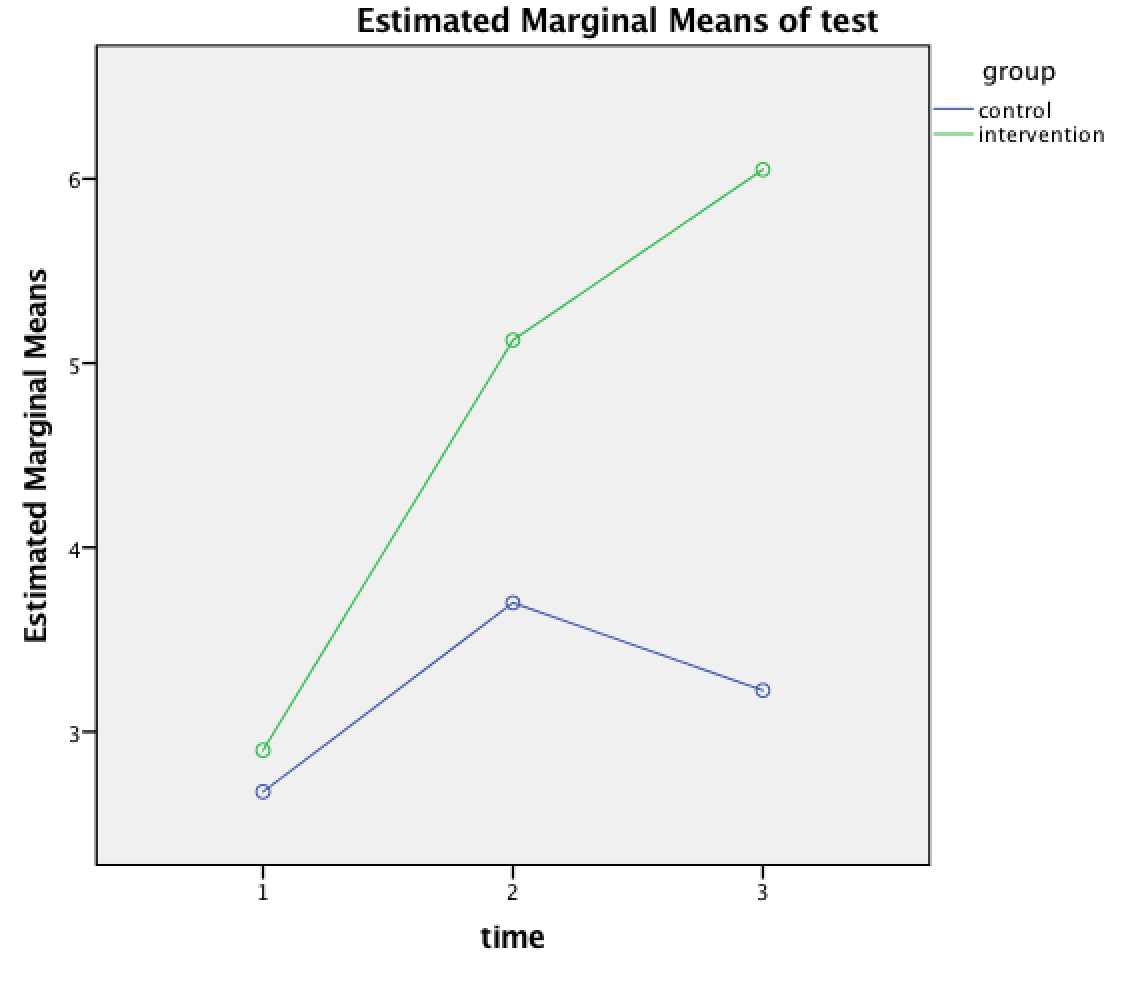 Estimated Marginal Means of test
group
control
intervention
Estimated Marginal Means
6
5
4
3
1
2
3
time